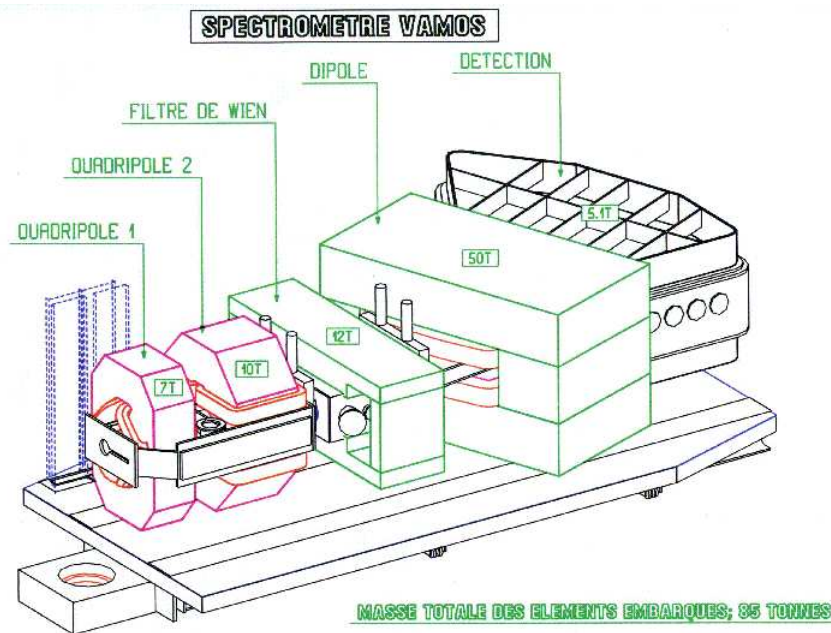 SPECTROMETRE VAMOS
DETECTION
DIPOLE
FILTRE DE WIEN
QUADRIPOLE 2
QUADRIPOLE 1
5.1T
50T
12T
10T
7T
MASSE TOTALE DES ELEMENTS EMBARQUES; 85 TONNES